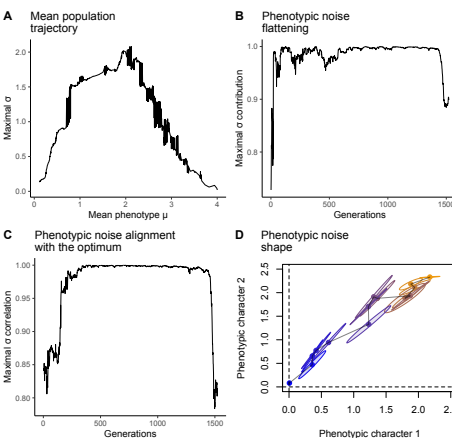 A Mean population
trajectory
Maximal σ
2.0
1.5
1.0
0.5
0.0
0 1 2 3 4
Mean phenotype μ
B Phenotypic noise
flattening
Maximal σ contribution
1.0
0.9
0.8
0 500 1000 1500
Generations
C Phenotypic noise alignment
with the optimum
Maximal σ correlation
1.00
0.95
0.90
0.85
0.80
0 500 1000 1500
Generations
D Phenotypic noise
shape
Phenotypic character 2
2.5
2.0
1.5
1.0
0.5
0.0
0.0 0.5 1.0 1.5 2.0 2.5
Phenotypic character 1